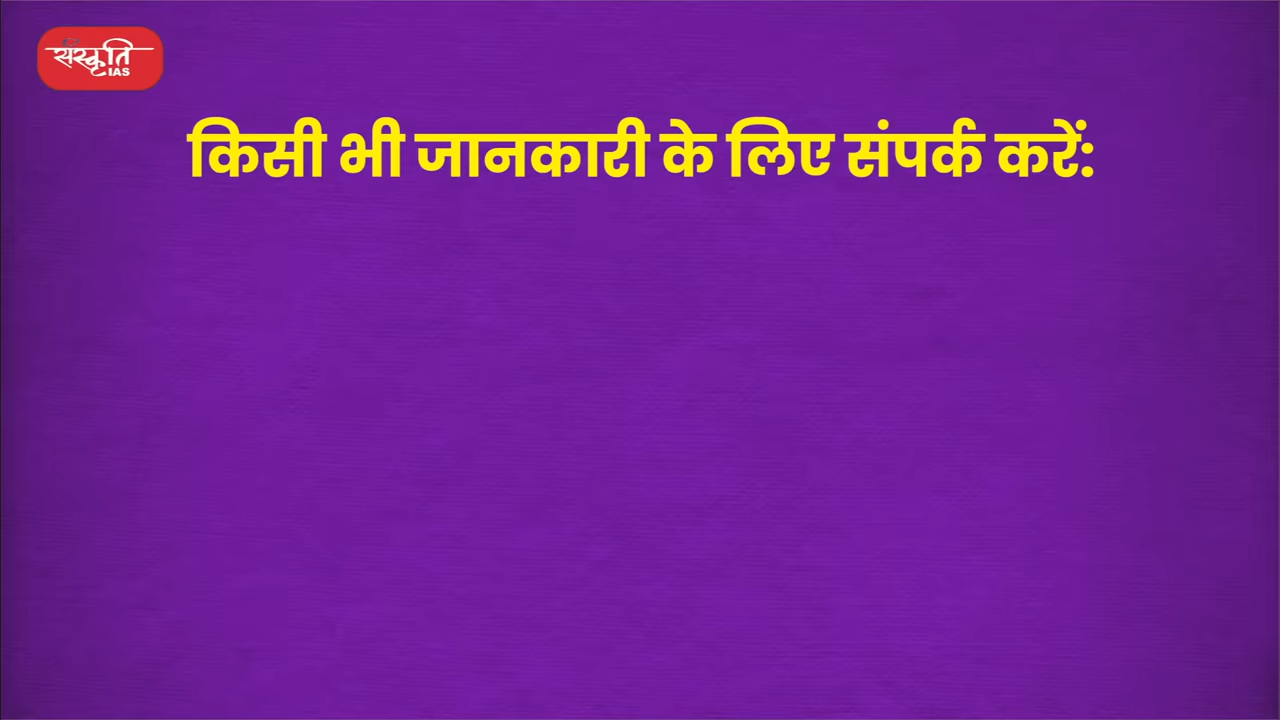 संस्कृति
IAS
किसी भी जानकारी के लिए संपर्क करें: